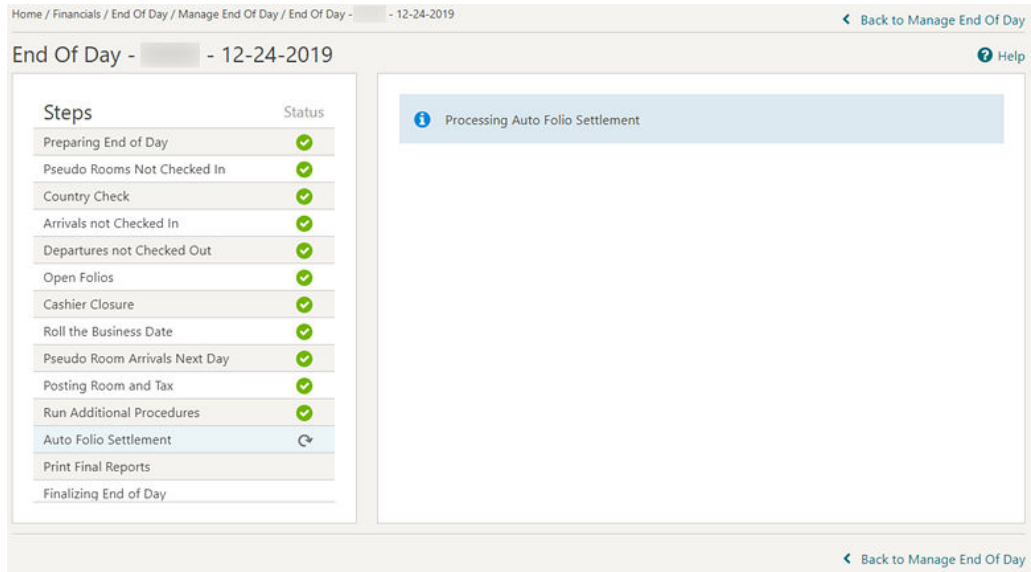 Home / Financials / End Of Day / Manage End Of Day / End Of Day - - 12-24-2019
Back to Manage End Of Day
End Of Day - - 12-24-2019
Help
Steps Status
Preparing End of Day
Pseudo Rooms Not Checked In
Country Check
Arrivals not Checked In
Departures not Checked Out
Open Folios
Cashier Closure
Roll the Business Date
Pseudo Room Arrivals Next Day
Posting Room and Tax
Run Additional Procedures
Auto Folio Settlement
Print Final Reports
Finalizing End of Day
Processing Auto Folio Settlement
Back to Manage End Of Day